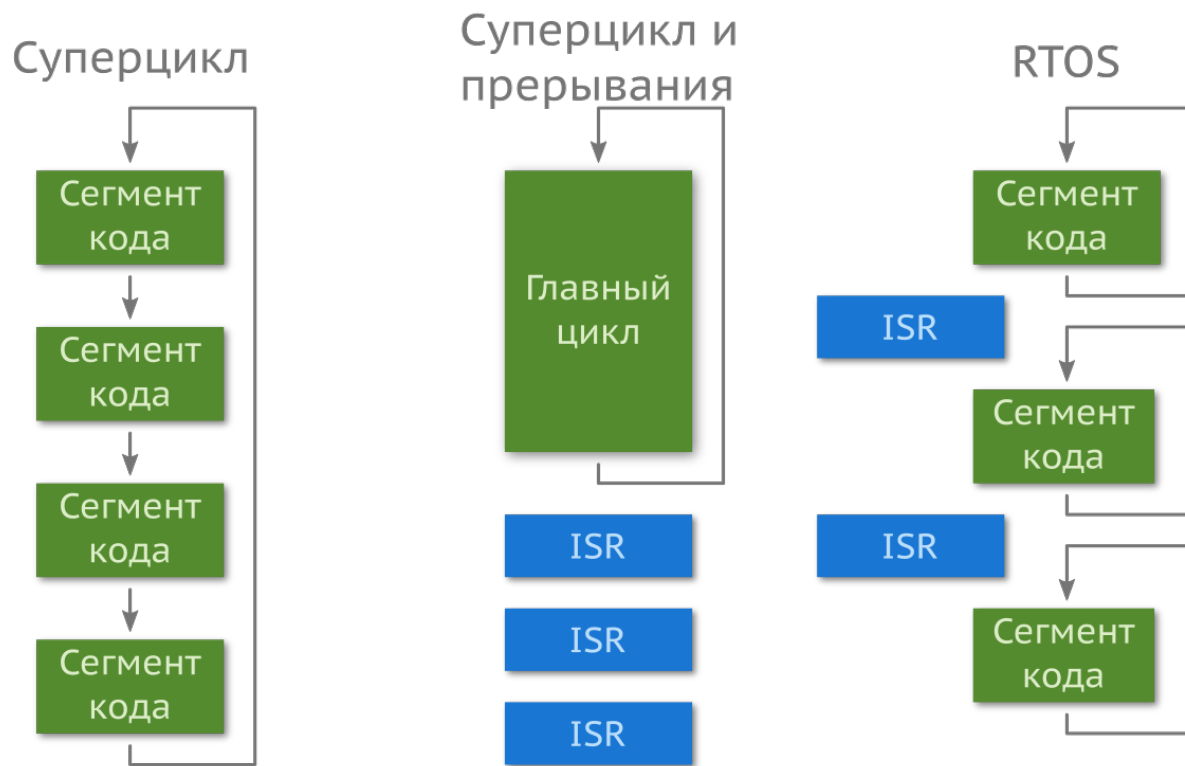 Суперцикл
Сегмент
кода
Сегмент
кода
Сегмент
кода
Сегмент
кода
Суперцикл и
прерывания
Главный
цикл
ISR
ISR
ISR
RTOS
Сегмент
кода
ISR
Сегмент
кода
ISR
Сегмент
кода